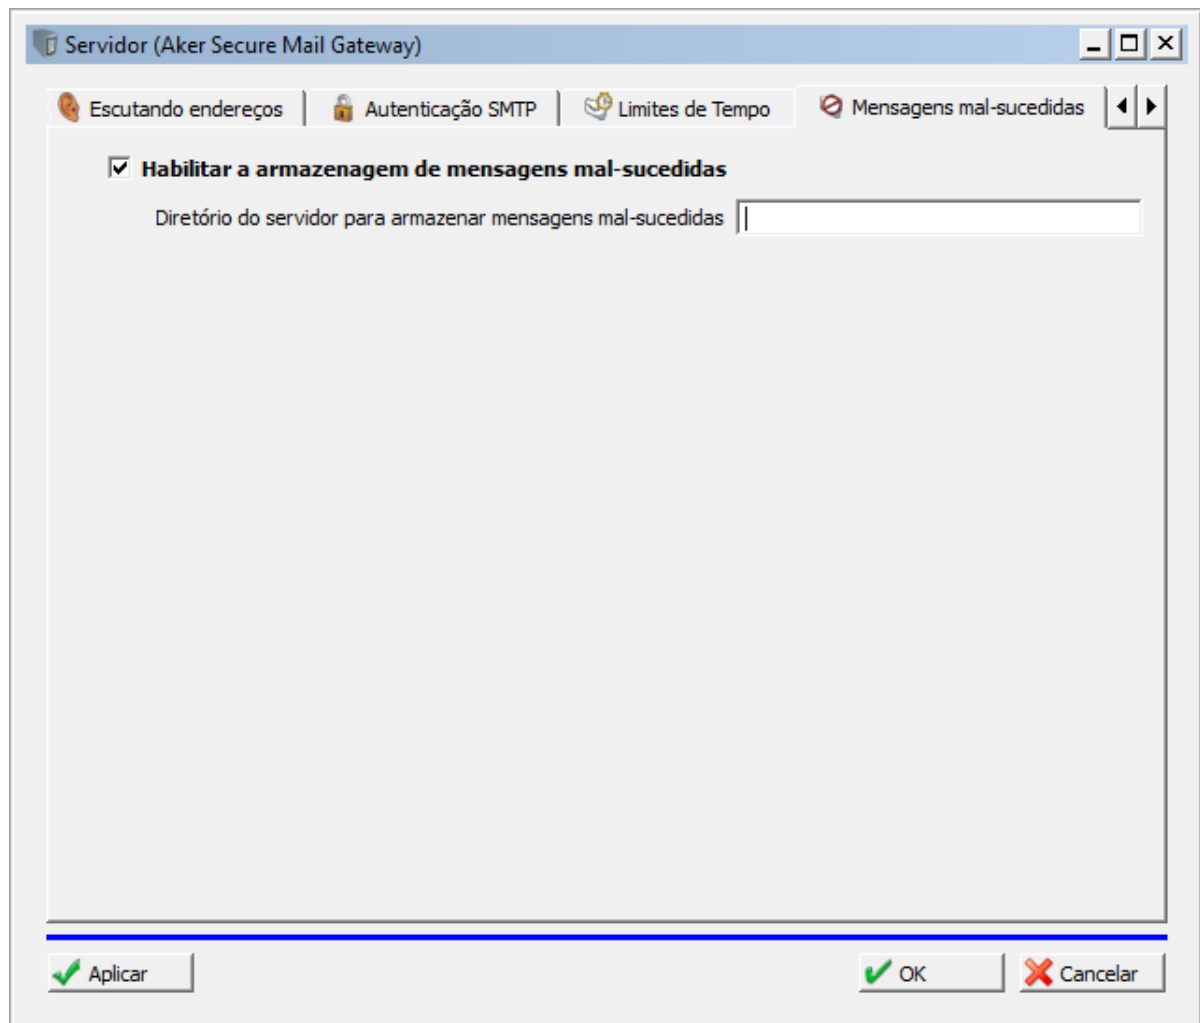 Servidor (Aker Secure Mail Gateway)
Escutando endereços Autenticação SMTP Limites de Tempo Mensagens mal-sucedidas
Habilitar a armazenagem de mensagens mal-sucedidas
Diretório do servidor para armazenar mensagens mal-sucedidas
Aplicar OK Cancelar